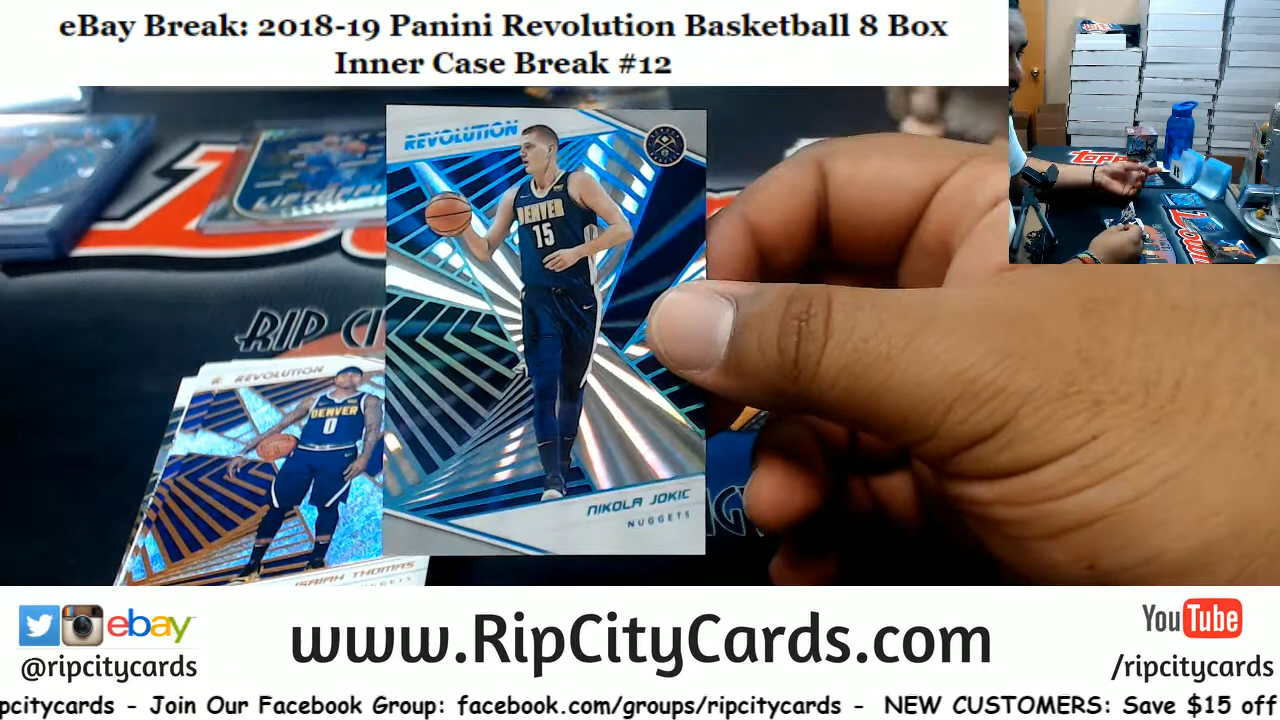 eBay Break: 2018-19 Panini Revolution Basketball 8 Box
Inner Case Break #12
REVOLUTION
DENVER
15
NIKOLA JOKIC
NUGGETS
RIP
REVOLUTION
DENVER
0
ISAIAH THOMAS
ebay
@ripcitycards
www.RipCityCards.com
YouTube
/ripcitycards
pcitycards - Join Our Facebook Group: facebook.com/groups/ripcitycards - NEW CUSTOMERS: Save $15 off